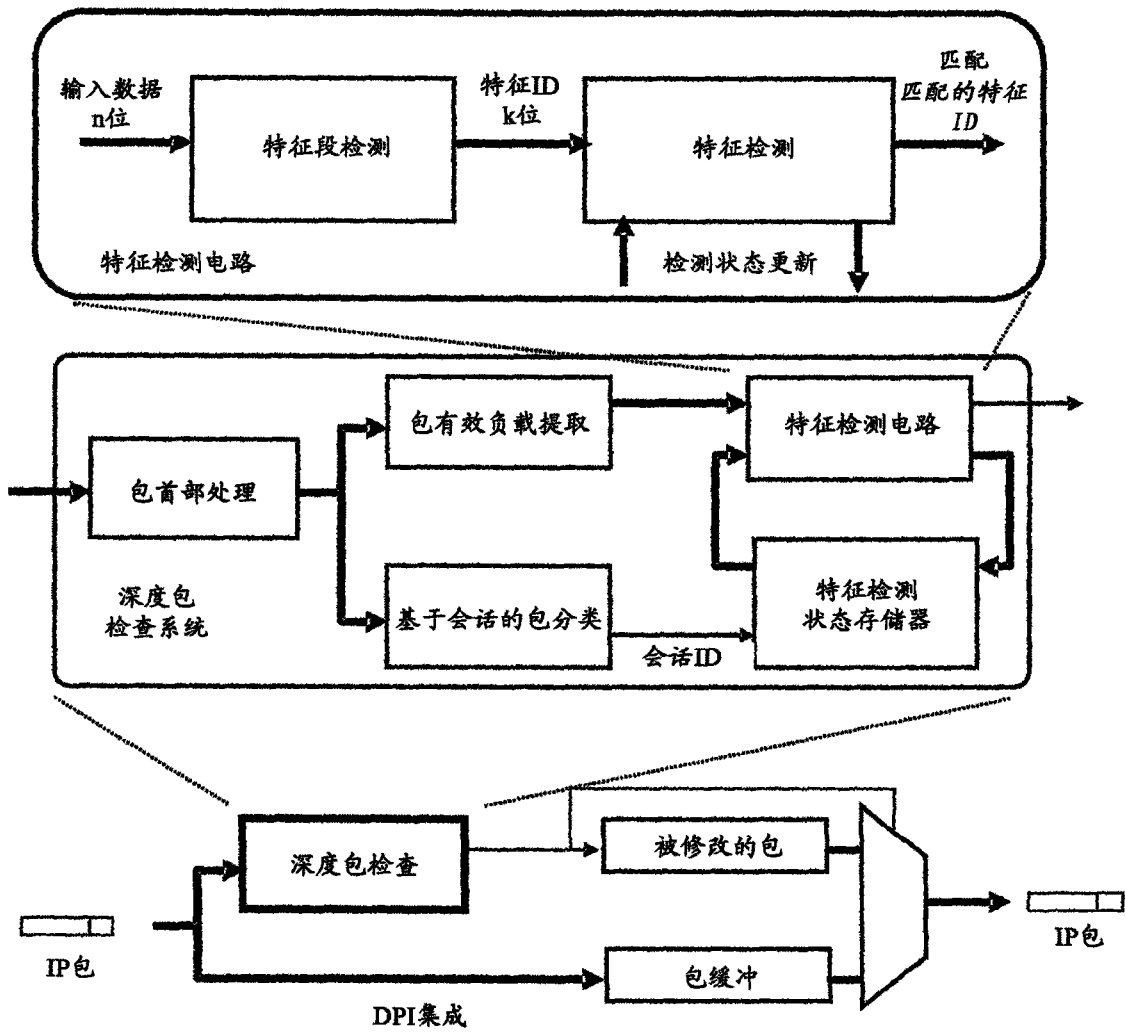 输入数据
n位
特征段检测
特征ID
k位
特征检测
匹配
匹配的特征
ID
特征检测电路
检测状态更新
包首部处理
包有效负载提取
特征检测电路
深度包
检查系统
基于会话的包分类
会话ID
特征检测
状态存储器
深度包检查
被修改的包
IP包
包缓冲
IP包
DPI集成